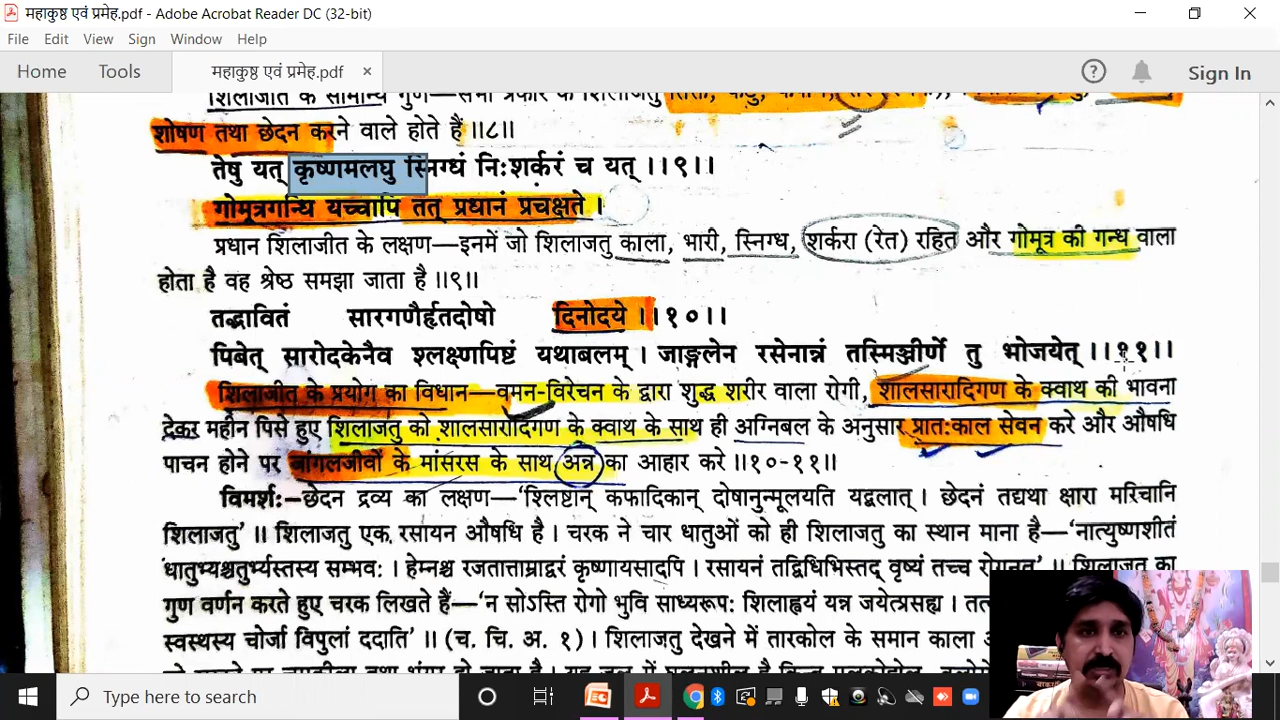 महाकुष्ठ एवं प्रमेह.pdf - Adobe Acrobat Reader DC (32-bit)
File Edit View Sign Window Help
Home Tools महाकुष्ठ एवं प्रमेह.pdf × Sign In
शिलाजीत के सामान्य गुण—सभी प्रकार के शिलाजतु
शोषण तथा छेदन करने वाले होते हैं ॥८॥
तेषु यत् कृष्णमलघु स्निग्धं निःशर्करं च यत् ।।९।।
गोमूत्रगन्धि यच्चापि तत् प्रधानं प्रचक्षते ।
प्रधान शिलाजीत के लक्षण—इनमें जो शिलाजतु काला, भारी, स्निग्ध, शर्करा (रेत) रहित और गोमूत्र की गन्ध वाला
होता है वह श्रेष्ठ समझा जाता है ॥९॥
तद्भावितं सारगणैर्हृतदोषो दिनोदये ।।१०।।
पिबेत् सारोदकेनैव श्लक्ष्णपिष्टं यथाबलम् । जाङ्गलेन रसेनान्नं तस्मिञ्जीर्णे तु भोजयेत् ।।११।।
शिलाजीत के प्रयोग का विधान—वमन-विरेचन के द्वारा शुद्ध शरीर वाला रोगी, शालसारादिगण के क्वाथ की भावना
देकर महीन पिसे हुए शिलाजतु को शालसारादिगण के क्वाथ के साथ ही अग्निबल के अनुसार प्रातःकाल सेवन करे और औषधि
पाचन होने पर जांगलजीवों के मांसरस के साथ अन्न का आहार करे ॥१०-११॥
विमर्श:—छेदन द्रव्य का लक्षण—'श्लिष्टान् कफादिकान् दोषानुन्मूलयति यद्बलात् । छेदनं तद्यथा क्षारा मरिचानि
शिलाजतु' ॥ शिलाजतु एक रसायन औषधि है । चरक ने चार धातुओं को ही शिलाजतु का स्थान माना है—'नात्युष्णशीतं
धातुभ्यश्चतुर्भ्यस्तस्य सम्भवः । हेम्नश्च रजतात्ताम्राद्वरं कृष्णायसादपि । रसायनं तद्विधिभिस्तद् वृष्यं तच्च रोगनुत्' ॥ शिलाजतु का
गुण वर्णन करते हुए चरक लिखते हैं—'न सोऽस्ति रोगो भुवि साध्यरूपः शिलाह्वयं यन्न जयेत्प्रसह्य ।
स्वस्थस्य चोर्जां विपुलां ददाति' ॥ (च. चि. अ. १) । शिलाजतु देखने में तारकोल के समान काला
Type here to search